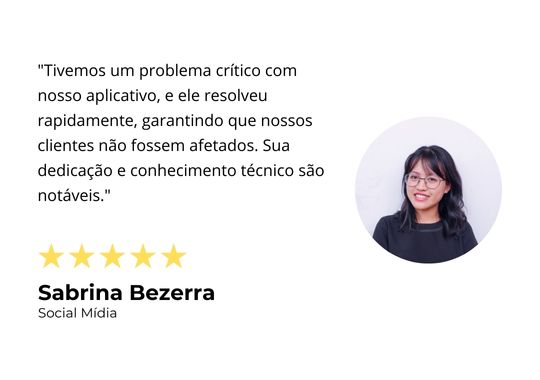 "Tivemos um problema crítico com
nosso aplicativo, e ele resolveu
rapidamente, garantindo que nossos
clientes não fossem afetados. Sua
dedicação e conhecimento técnico são
notáveis."
Sabrina Bezerra
Social Mídia